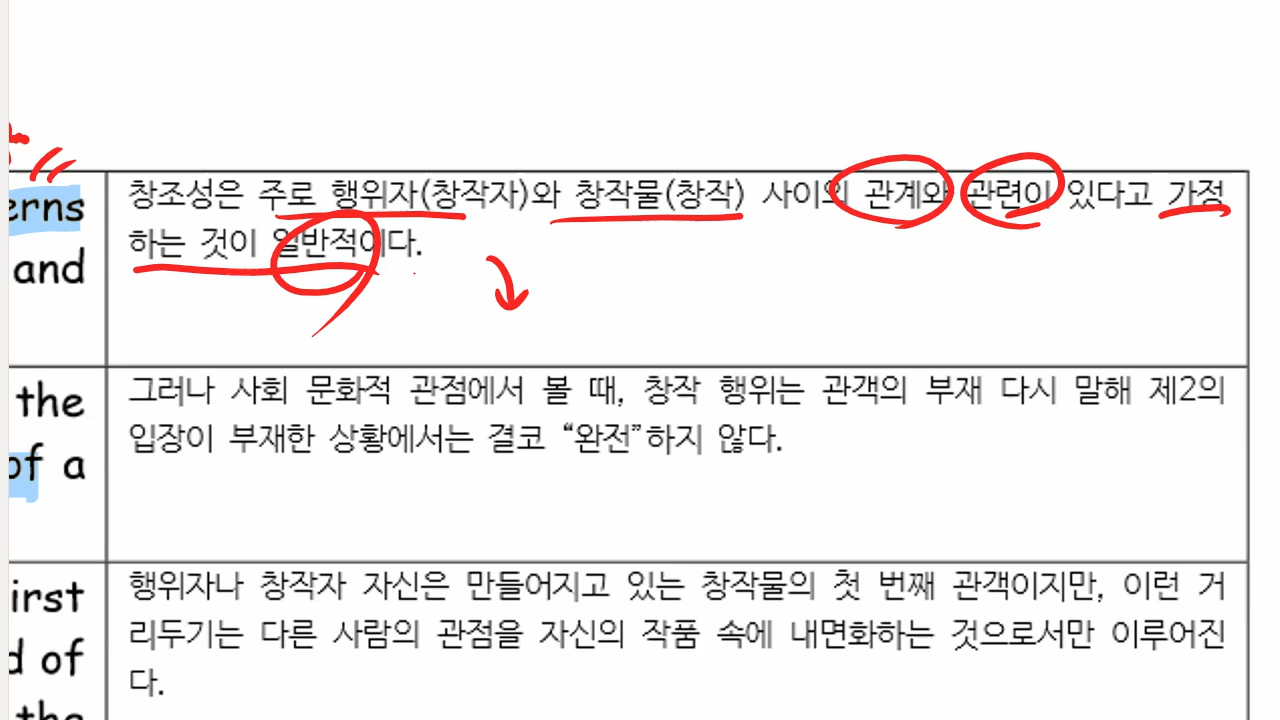 erns
and
창조성은 주로 행위자(창작자)와 창작물(창작) 사이의 관계와 관련이 있다고 가정
하는 것이 일반적이다.
the
of a
그러나 사회 문화적 관점에서 볼 때, 창작 행위는 관객의 부재 다시 말해 제2의
입장이 부재한 상황에서는 결코 “완전”하지 않다.
irst
d of
the
행위자나 창작자 자신은 만들어지고 있는 창작물의 첫 번째 관객이지만, 이런 거
리두기는 다른 사람의 관점을 자신의 작품 속에 내면화하는 것으로서만 이루어진
다.